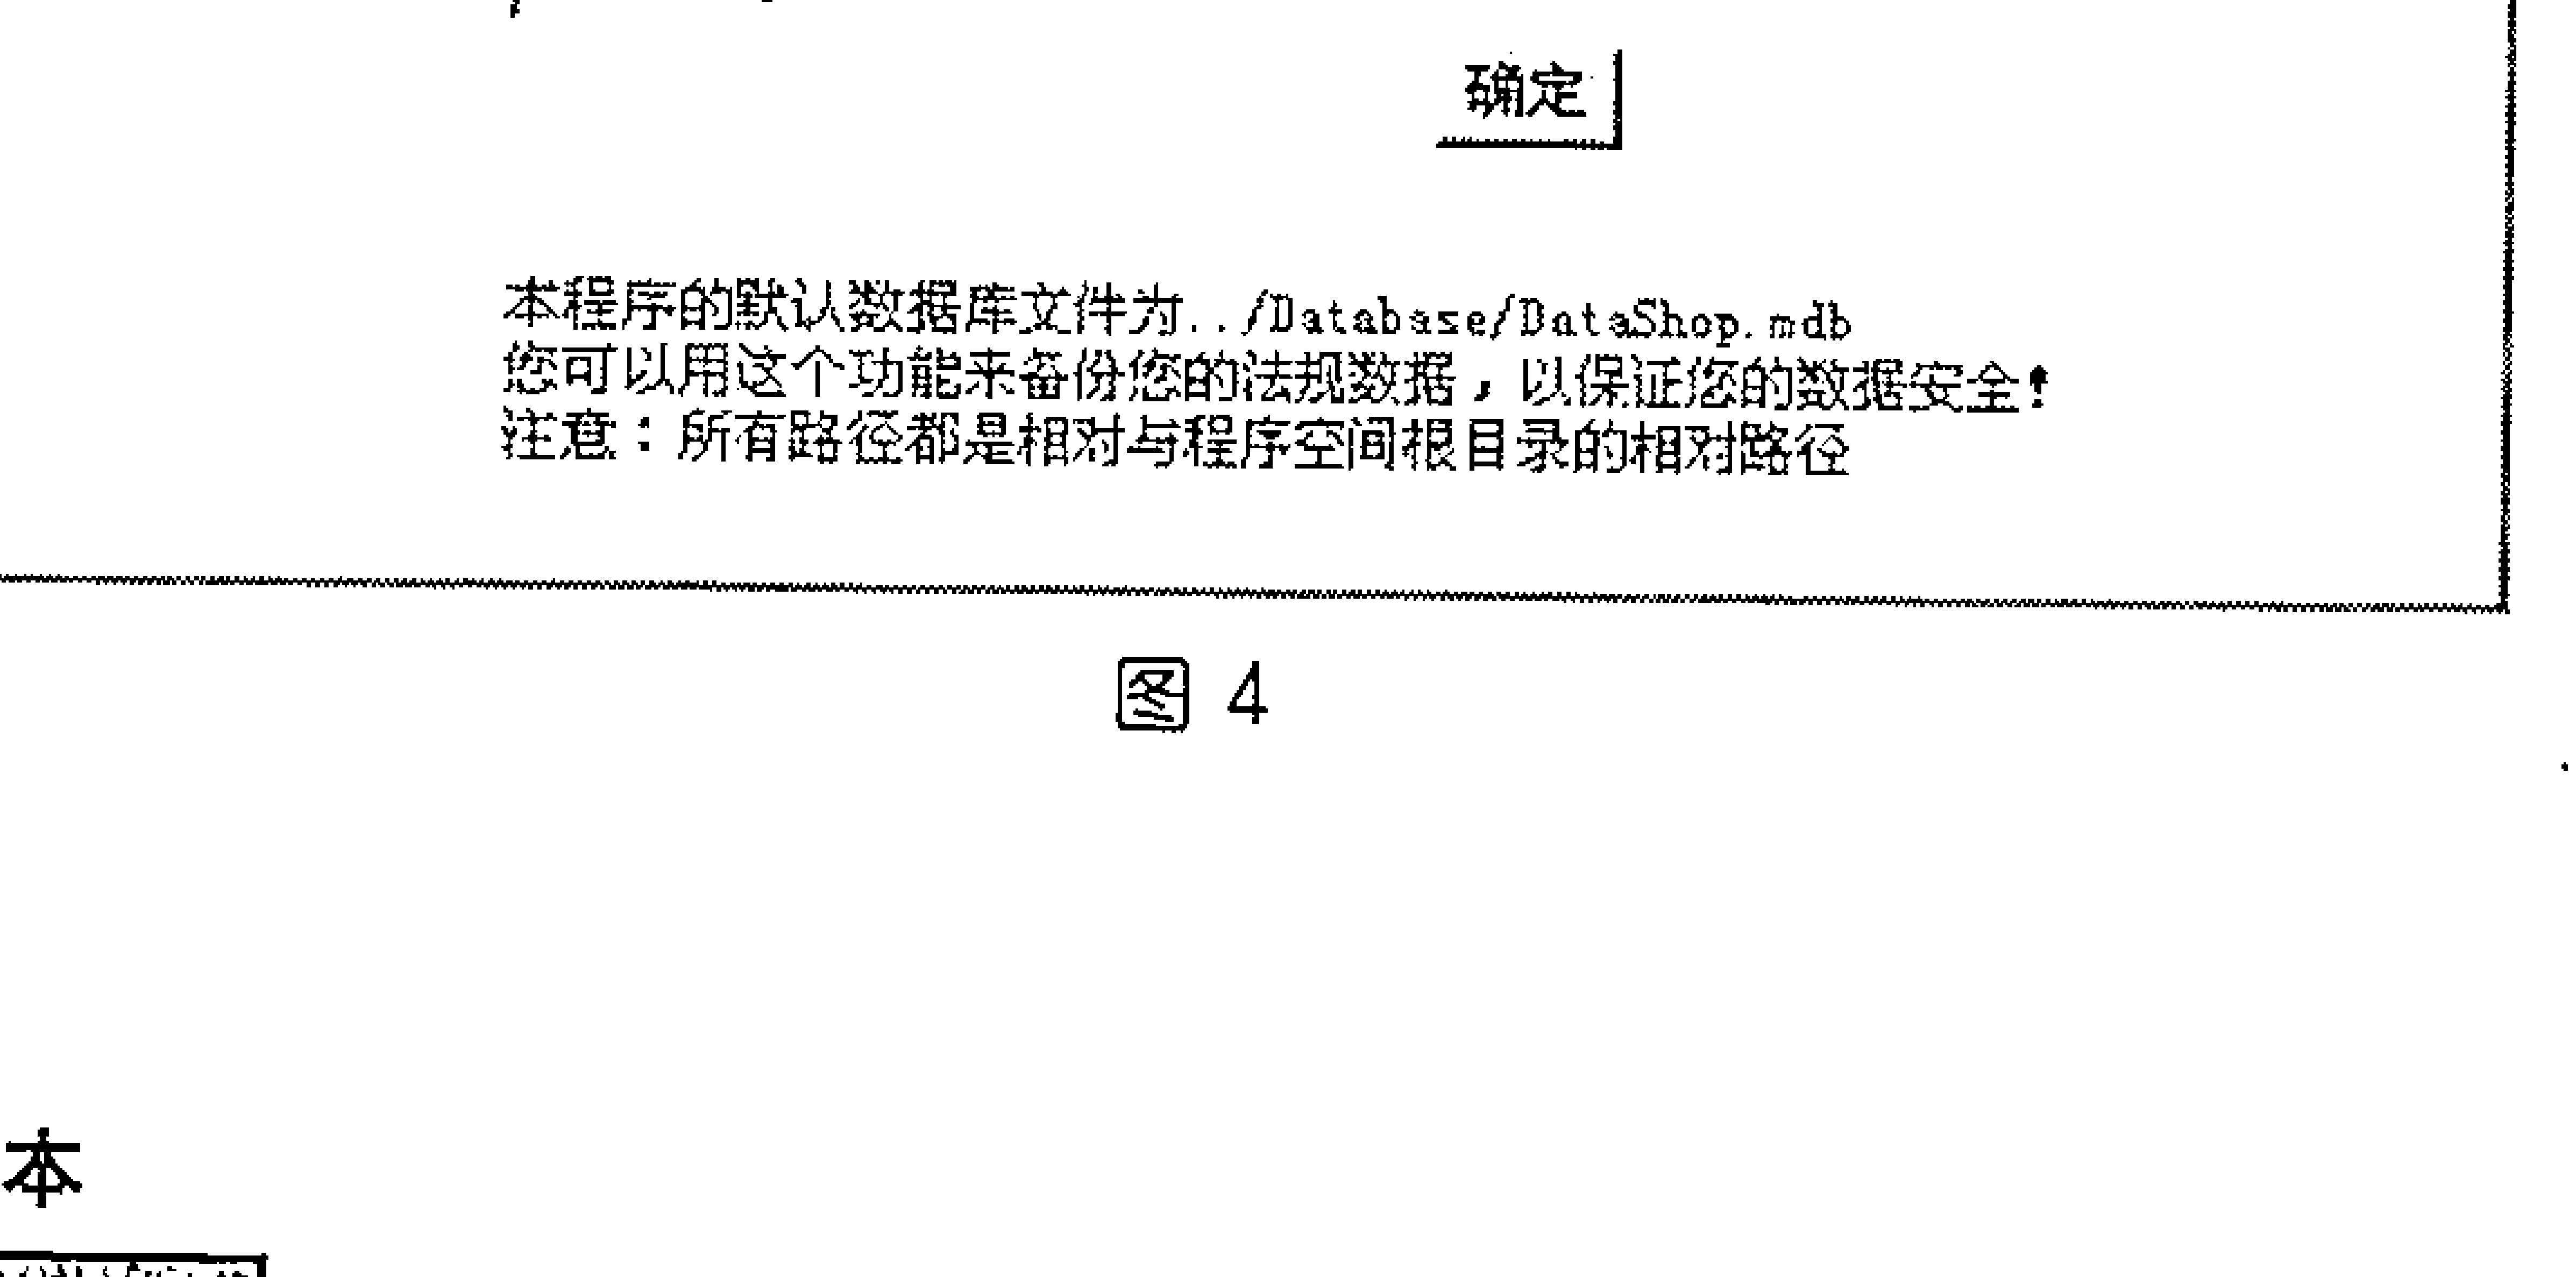 确定
本程序的默认数据库文件为../Database/DataShop.mdb
您可以用这个功能来备份您的法规数据，以保证您的数据安全!
注意：所有路径都是相对与程序空间根目录的相对路径
图 4
本